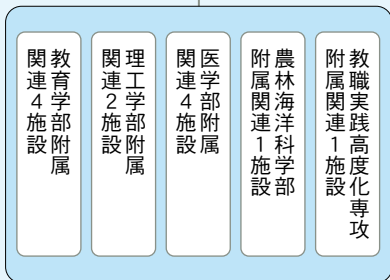 教育学部附属
関連４施設
理工学部附属
関連２施設
医学部附属
関連４施設
農林海洋科学部
附属関連１施設
教職実践高度化専攻
附属関連１施設